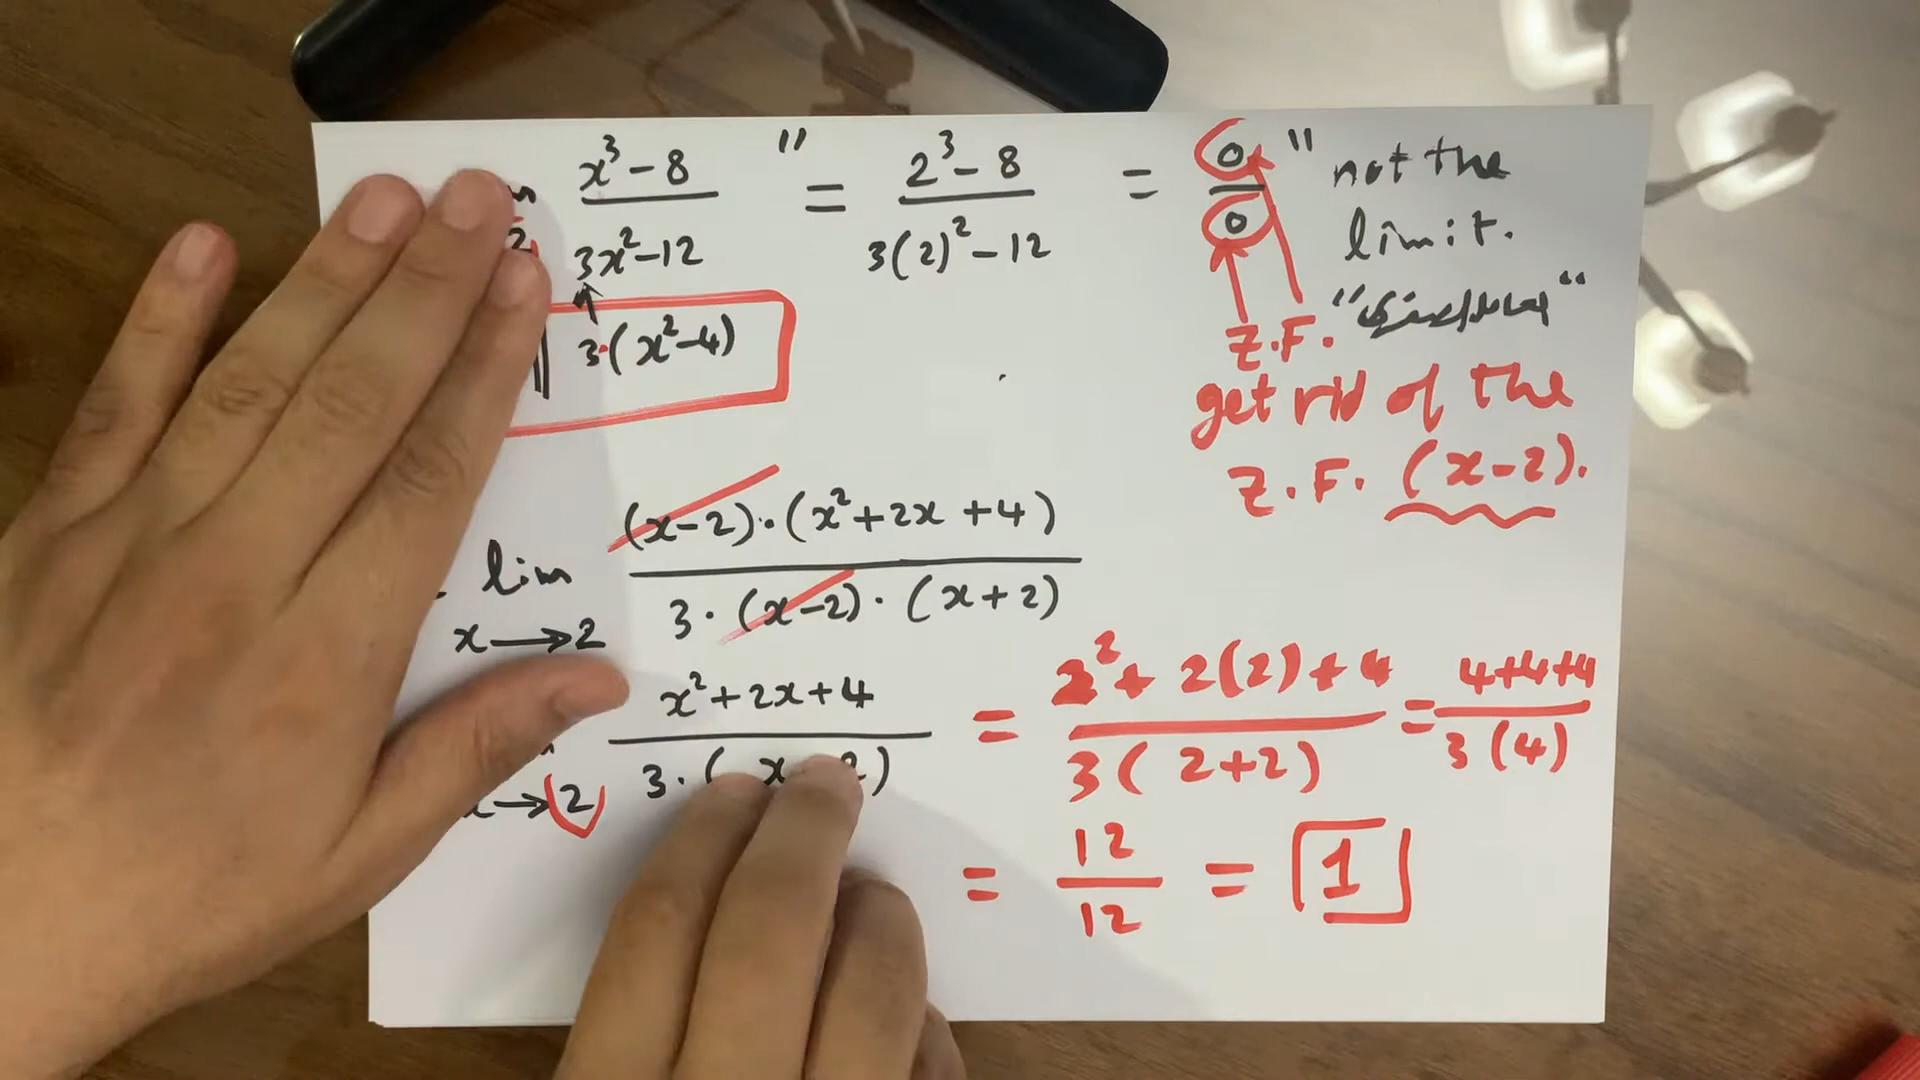 x³ - 8 " = 2³ - 8 = 0 " not the
3x² - 12 3(2)² - 12 0 limit.
3·(x² - 4) Z.F.
get rid of the
Z.F. (x-2).
(x-2)·(x²+2x+4)
lim
3·(x-2)·(x+2)
x→2
x²+2x+4 = 2²+2(2)+4 = 4+4+4
3·( x ) 3(2+2) 3(4)
→2
= 12 = 1
12